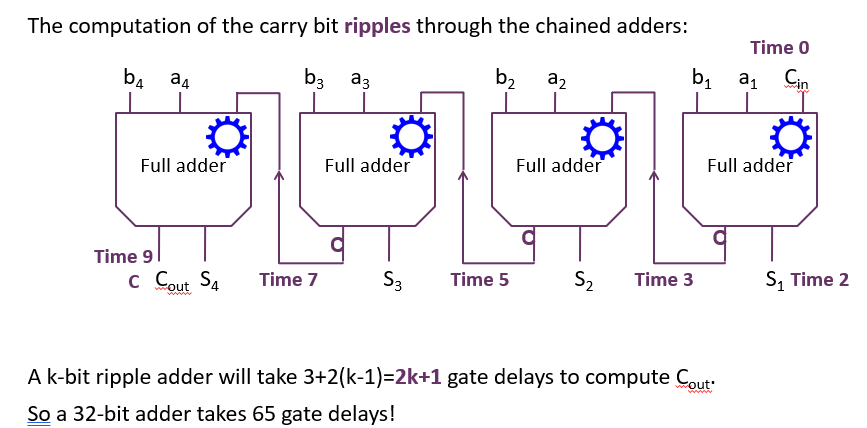 The computation of the carry bit ripples through the chained adders:
Time 0
b4 a4 b3 a3 b2 a2 b1 a1 Cin
Full adder Full adder Full adder Full adder
C C C
Time 9
C Cout S4 Time 7 S3 Time 5 S2 Time 3 S1 Time 2
A k-bit ripple adder will take 3+2(k-1)=2k+1 gate delays to compute Cout.
So a 32-bit adder takes 65 gate delays!